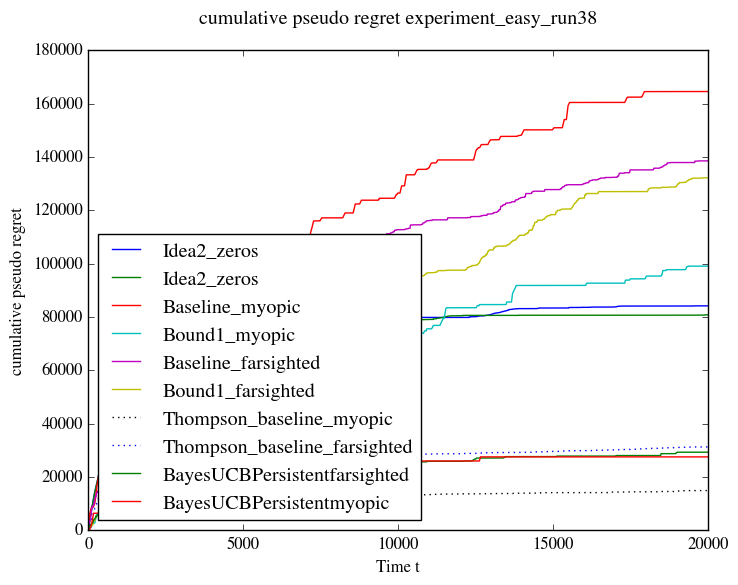 cumulative pseudo regret experiment_easy_run38
180000
160000
140000
120000
100000
80000
60000
40000
20000
0
cumulative pseudo regret
Idea2_zeros
Idea2_zeros
Baseline_myopic
Bound1_myopic
Baseline_farsighted
Bound1_farsighted
Thompson_baseline_myopic
Thompson_baseline_farsighted
BayesUCBPersistentfarsighted
BayesUCBPersistentmyopic
0 5000 10000 15000 20000
Time t